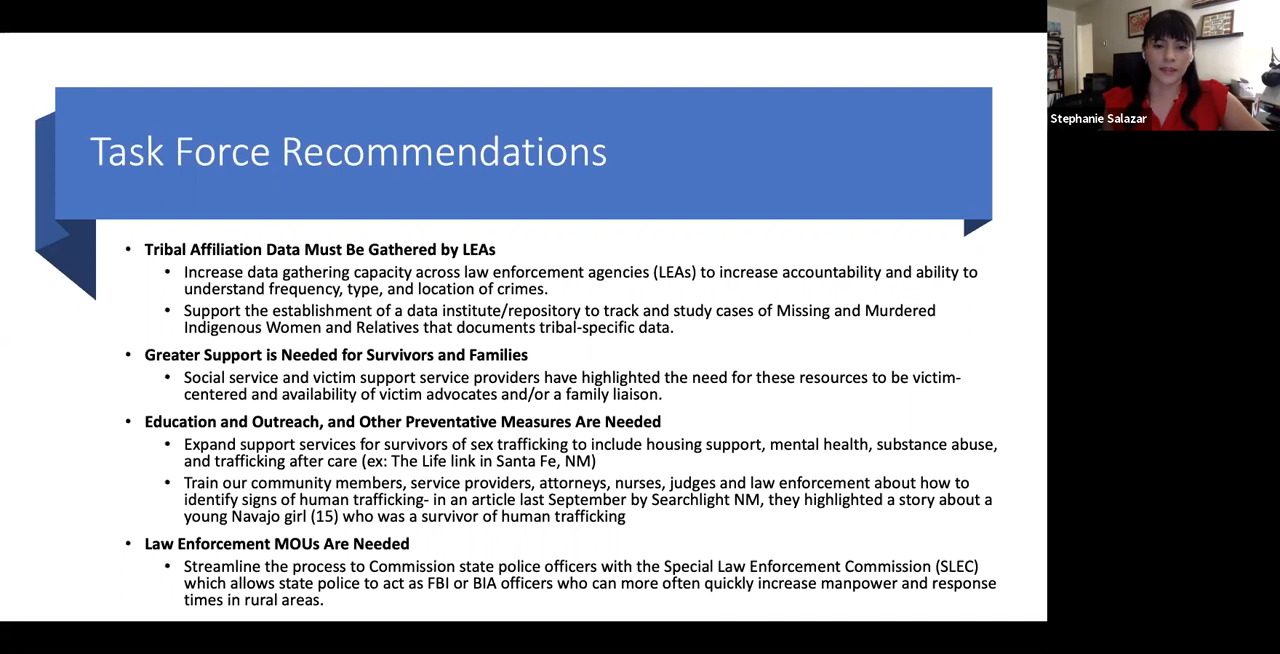 Task Force Recommendations
• Tribal Affiliation Data Must Be Gathered by LEAs
• Increase data gathering capacity across law enforcement agencies (LEAs) to increase accountability and ability to
understand frequency, type, and location of crimes.
• Support the establishment of a data institute/repository to track and study cases of Missing and Murdered
Indigenous Women and Relatives that documents tribal-specific data.
• Greater Support is Needed for Survivors and Families
• Social service and victim support service providers have highlighted the need for these resources to be victim-
centered and availability of victim advocates and/or a family liaison.
• Education and Outreach, and Other Preventative Measures Are Needed
• Expand support services for survivors of sex trafficking to include housing support, mental health, substance abuse,
and trafficking after care (ex: The Life link in Santa Fe, NM)
• Train our community members, service providers, attorneys, nurses, judges and law enforcement about how to
identify signs of human trafficking- in an article last September by Searchlight NM, they highlighted a story about a
young Navajo girl (15) who was a survivor of human trafficking
• Law Enforcement MOUs Are Needed
• Streamline the process to Commission state police officers with the Special Law Enforcement Commission (SLEC)
which allows state police to act as FBI or BIA officers who can more often quickly increase manpower and response
times in rural areas.
Stephanie Salazar